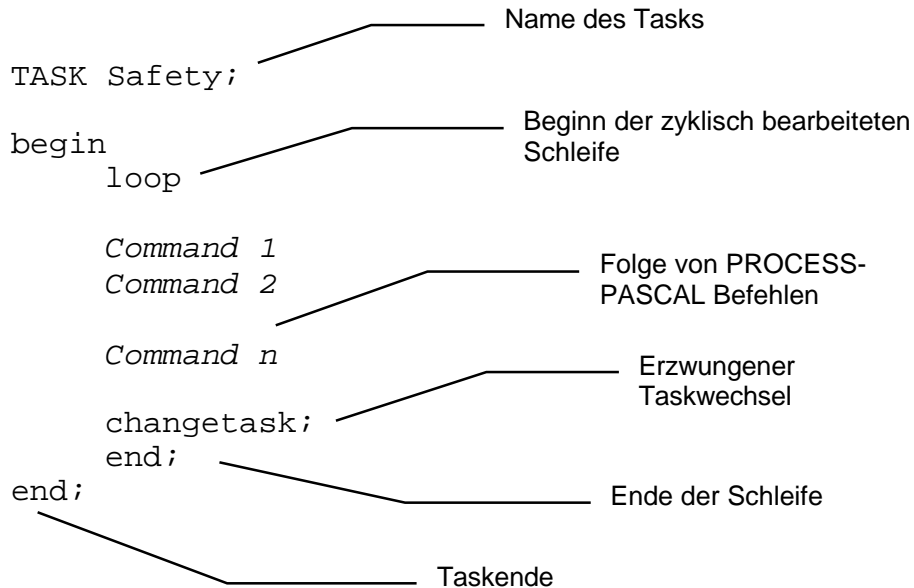 Name des Tasks
TASK Safety;
Beginn der zyklisch bearbeiteten
Schleife
begin
loop
Command 1
Command 2
Folge von PROCESS-
PASCAL Befehlen
Command n
Erzwungener
Taskwechsel
changetask;
end;
end;
Ende der Schleife
Taskende